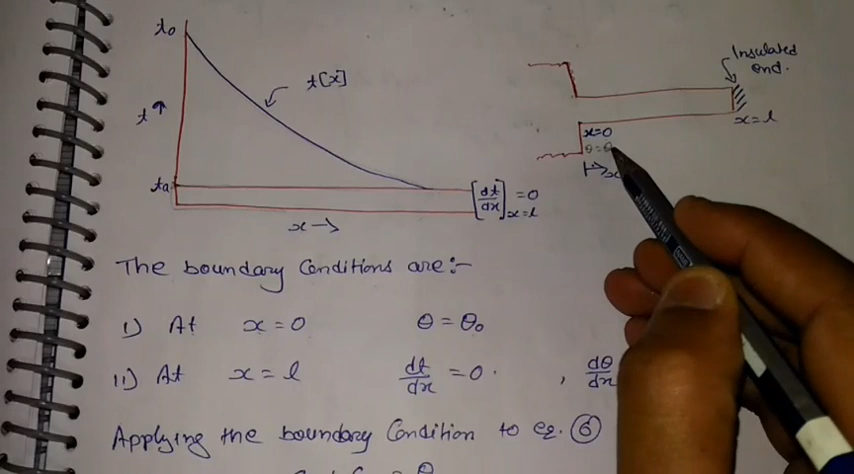 t₀
t[x]
t↑
ta
[dt/dx]x=l = 0
x→
Insulated
end.
x=l
x=0
θ=θ
x
The boundary Conditions are:-
i) At x=0 θ=θ₀
ii) At x=l dt/dx =0. , dθ/dx
Applying the boundary Condition to eq. ⑥